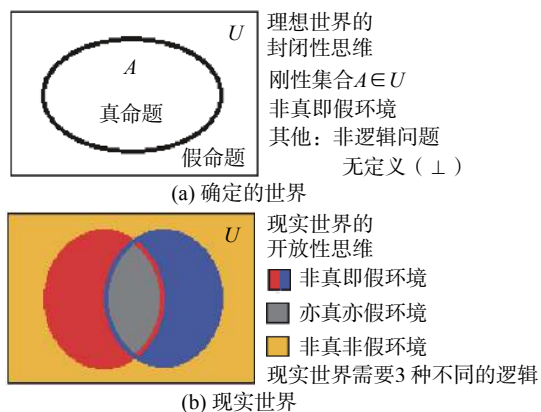 U
A
真命题
假命题
理想世界的
封闭性思维
刚性集合A∈U
非真即假环境
其他：非逻辑问题
无定义（⊥）
(a) 确定的世界
U
现实世界的
开放性思维
非真即假环境
亦真亦假环境
非真非假环境
现实世界需要3 种不同的逻辑
(b) 现实世界